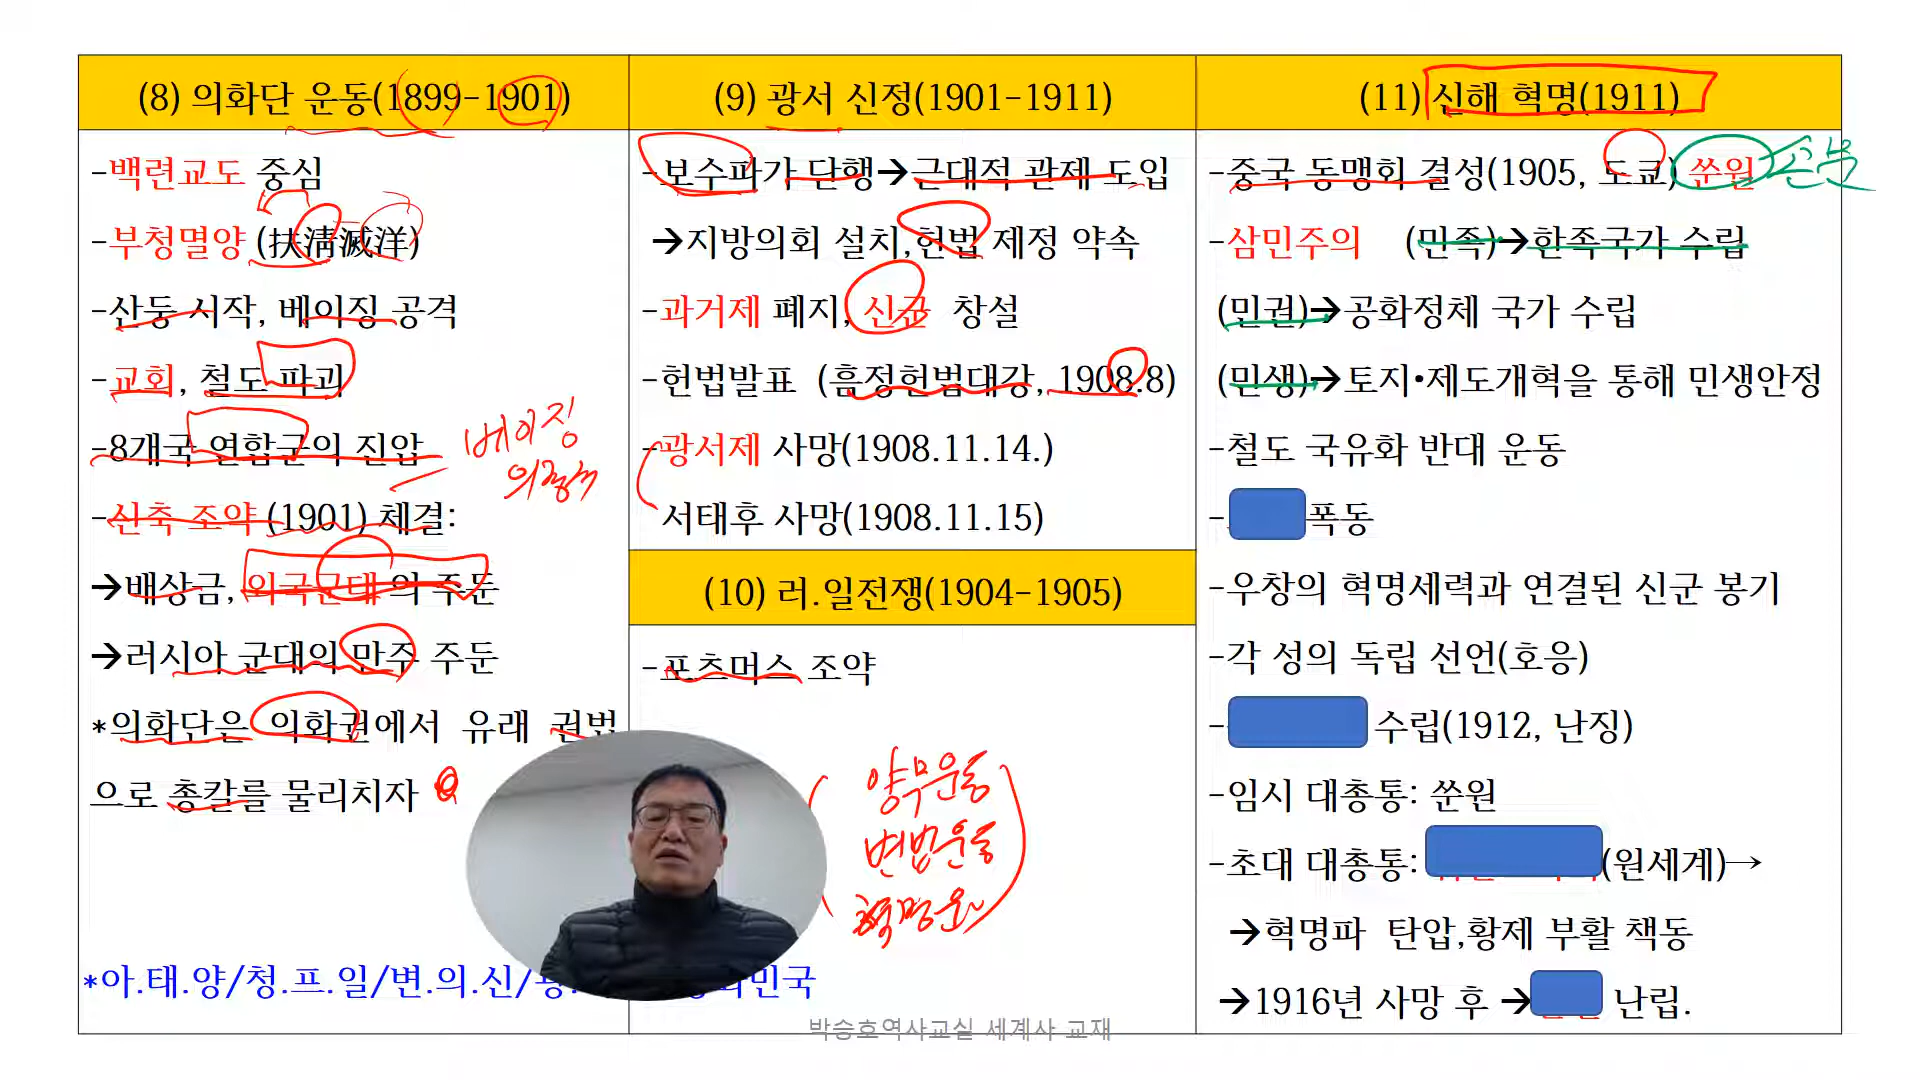 (8) 의화단 운동(1899-1901)
-백련교도 중심
-부청멸양 (扶淸滅洋)
-산둥 시작, 베이징 공격
-교회, 철도 파괴
-8개국 연합군의 진압
베이징
의정서
-신축 조약 (1901) 체결:
→배상금, 외국군대 의 주둔
→러시아 군대의 만주 주둔
*의화단은 의화권에서 유래 권법
으로 총칼를 물리치자
(9) 광서 신정(1901-1911)
-보수파가 단행→근대적 관제 도입
→지방의회 설치,헌법 제정 약속
-과거제 폐지, 신군 창설
-헌법발표 (흠정헌법대강, 1908.8)
-광서제 사망(1908.11.14.)
서태후 사망(1908.11.15)
(10) 러.일전쟁(1904-1905)
-포츠머스 조약
양무운동
변법운동
혁명운
(11) 신해 혁명(1911)
-중국 동맹회 결성(1905, 도쿄) 쑨원 손문
-삼민주의 (민족)→한족국가 수립
(민권)→공화정체 국가 수립
(민생)→토지•제도개혁을 통해 민생안정
-철도 국유화 반대 운동
- 폭동
-우창의 혁명세력과 연결된 신군 봉기
-각 성의 독립 선언(호응)
- 수립(1912, 난징)
-임시 대총통: 쑨원
-초대 대총통: (원세계)→
→혁명파 탄압,황제 부활 책동
→1916년 사망 후 → 난립.
*아.태.양/청.프.일/변.의.신/ 민국
박승호역사교실 세계사 교재